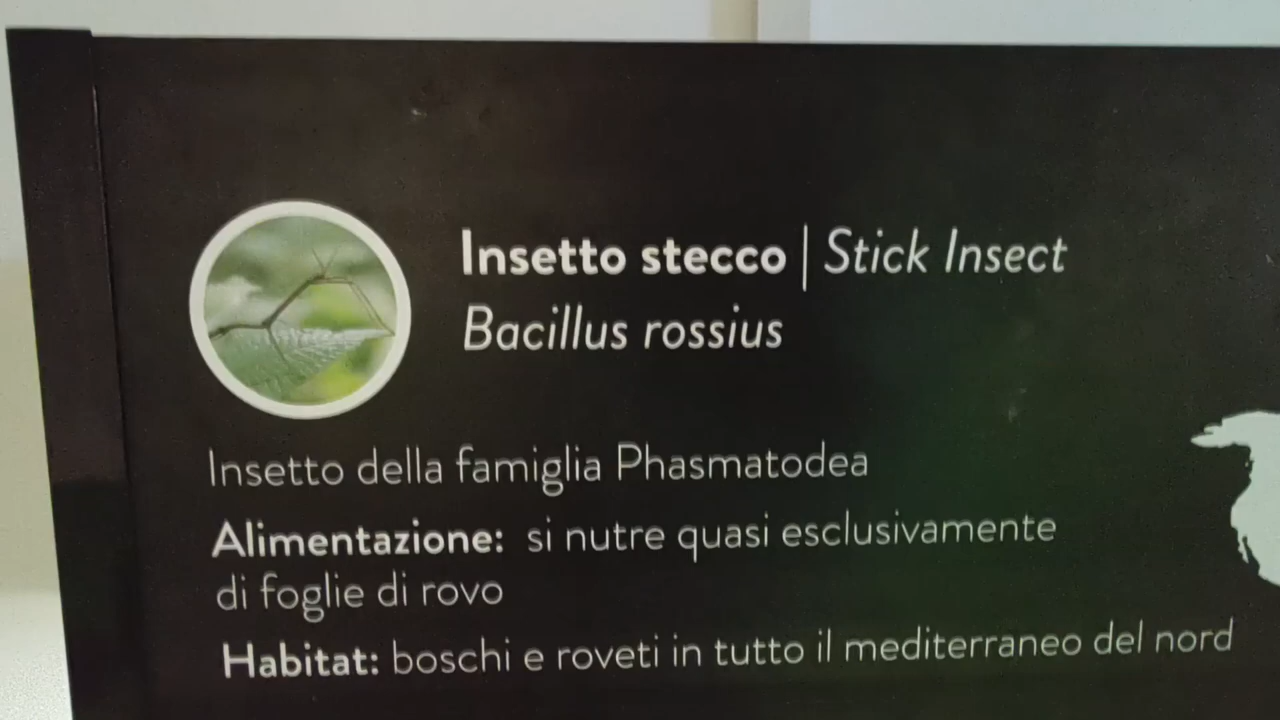 Insetto stecco | Stick Insect
Bacillus rossius
Insetto della famiglia Phasmatodea
Alimentazione: si nutre quasi esclusivamente
di foglie di rovo
Habitat: boschi e roveti in tutto il mediterraneo del nord